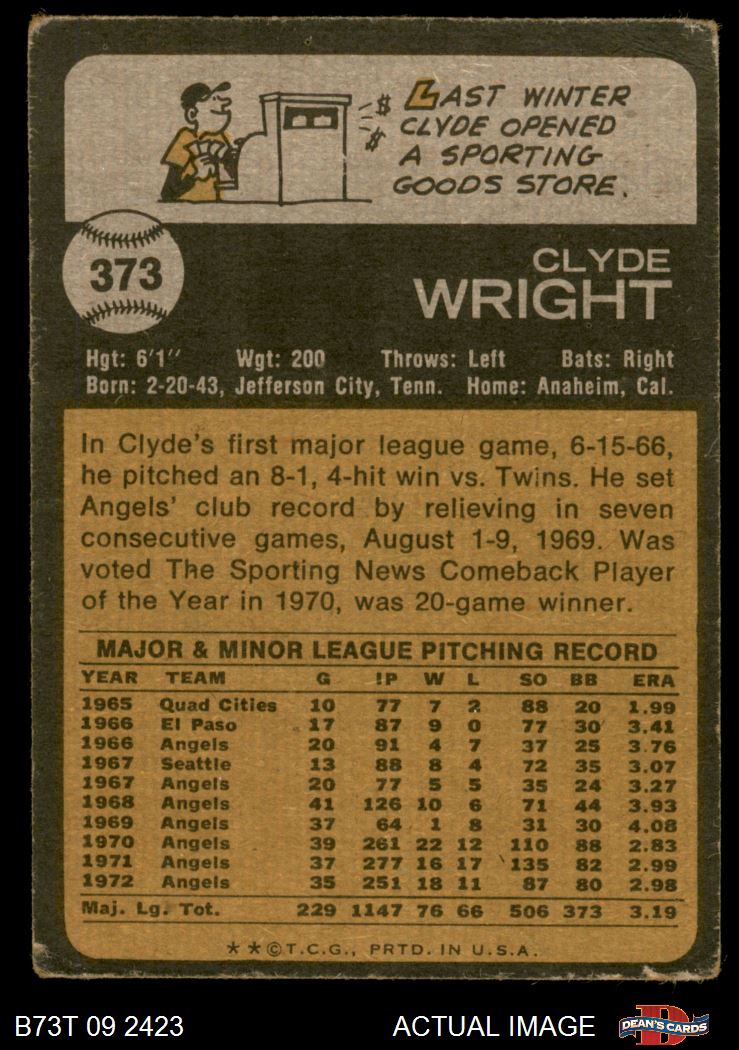 $
$
LAST WINTER
CLYDE OPENED
A SPORTING
GOODS STORE.
373
CLYDE
WRIGHT
Hgt: 6'1" Wgt: 200 Throws: Left Bats: Right
Born: 2-20-43, Jefferson City, Tenn. Home: Anaheim, Cal.
In Clyde's first major league game, 6-15-66,
he pitched an 8-1, 4-hit win vs. Twins. He set
Angels' club record by relieving in seven
consecutive games, August 1-9, 1969. Was
voted The Sporting News Comeback Player
of the Year in 1970, was 20-game winner.
MAJOR & MINOR LEAGUE PITCHING RECORD
YEAR TEAM G IP W L SO BB ERA
1965 Quad Cities 10 77 7 2 88 20 1.99
1966 El Paso 17 87 9 0 77 30 3.41
1966 Angels 20 91 4 7 37 25 3.76
1967 Seattle 13 88 8 4 72 35 3.07
1967 Angels 20 77 5 5 35 24 3.27
1968 Angels 41 126 10 6 71 44 3.93
1969 Angels 37 64 1 8 31 30 4.08
1970 Angels 39 261 22 12 110 88 2.83
1971 Angels 37 277 16 17 135 82 2.99
1972 Angels 35 251 18 11 87 80 2.98
Maj. Lg. Tot. 229 1147 76 66 506 373 3.19
★★©T.C.G., PRTD. IN U.S.A.
B73T 09 2423 ACTUAL IMAGE D DEAN'S CARDS